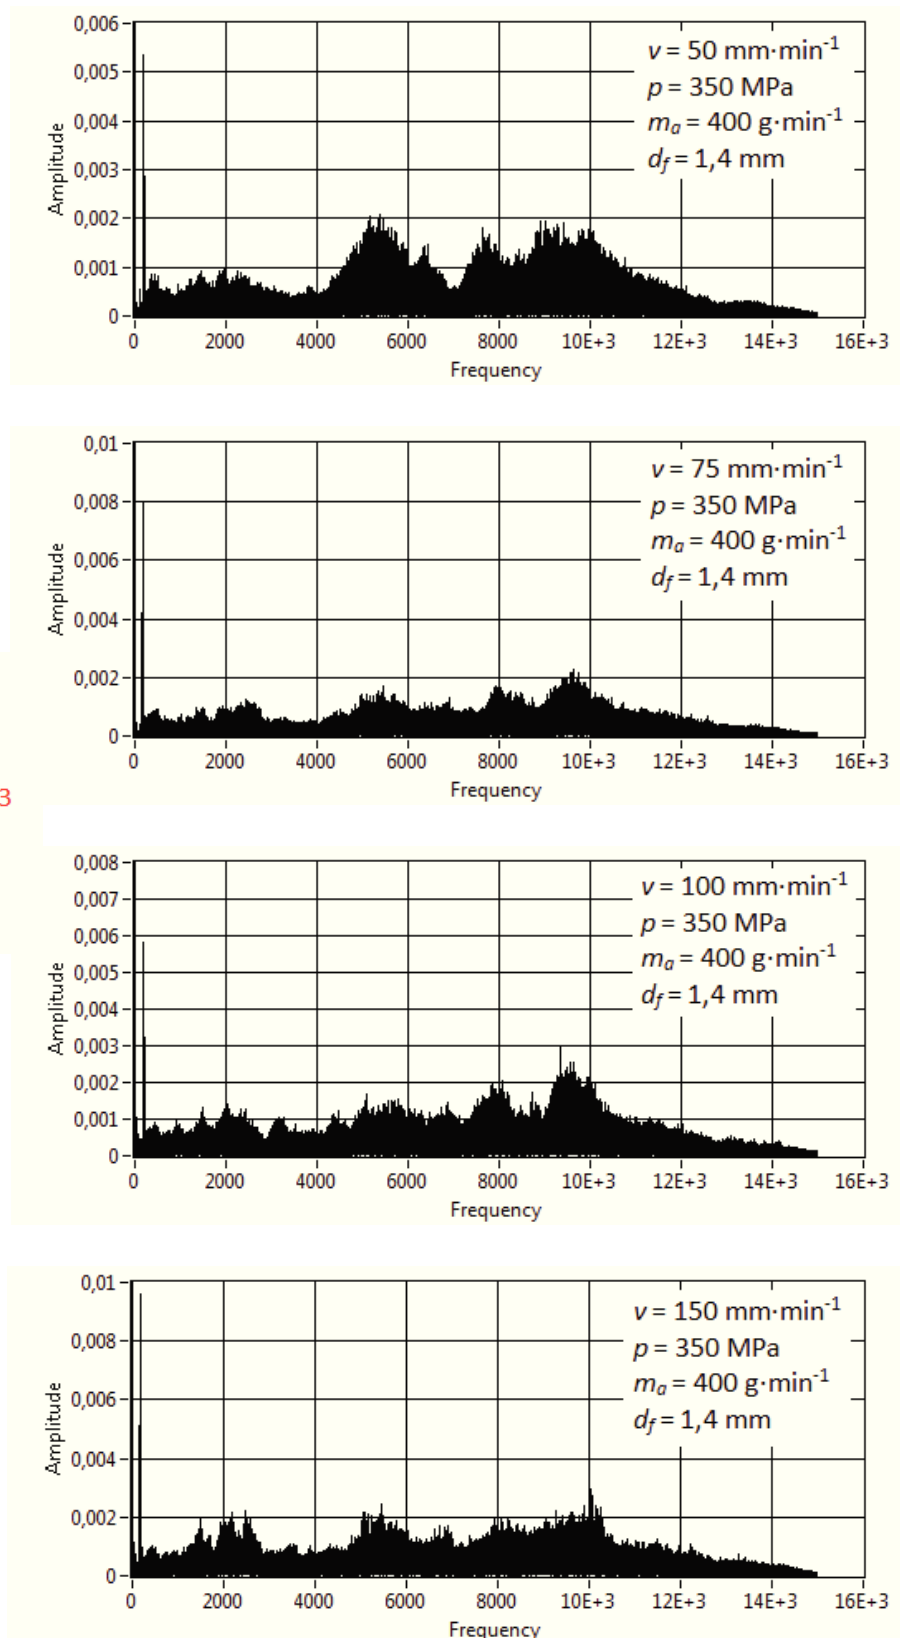 0,006
v = 50 mm·min-1
0,005
p = 350 MPa
0,004
ma = 400 g·min-1
0,003
df = 1,4 mm
0,002
0,001
0
Amplitude
0 2000 4000 6000 8000 10E+3 12E+3 14E+3 16E+3
Frequency
0,01
v = 75 mm·min-1
0,008
p = 350 MPa
0,006
ma = 400 g·min-1
0,004
df = 1,4 mm
0,002
0
Amplitude
0 2000 4000 6000 8000 10E+3 12E+3 14E+3 16E+3
Frequency
3
0,008
v = 100 mm·min-1
0,007
p = 350 MPa
0,006
ma = 400 g·min-1
0,005
df = 1,4 mm
0,004
0,003
0,002
0,001
0
Amplitude
0 2000 4000 6000 8000 10E+3 12E+3 14E+3 16E+3
Frequency
0,01
v = 150 mm·min-1
0,008
p = 350 MPa
0,006
ma = 400 g·min-1
0,004
df = 1,4 mm
0,002
0
Amplitude
0 2000 4000 6000 8000 10E+3 12E+3 14E+3 16E+3
Frequency